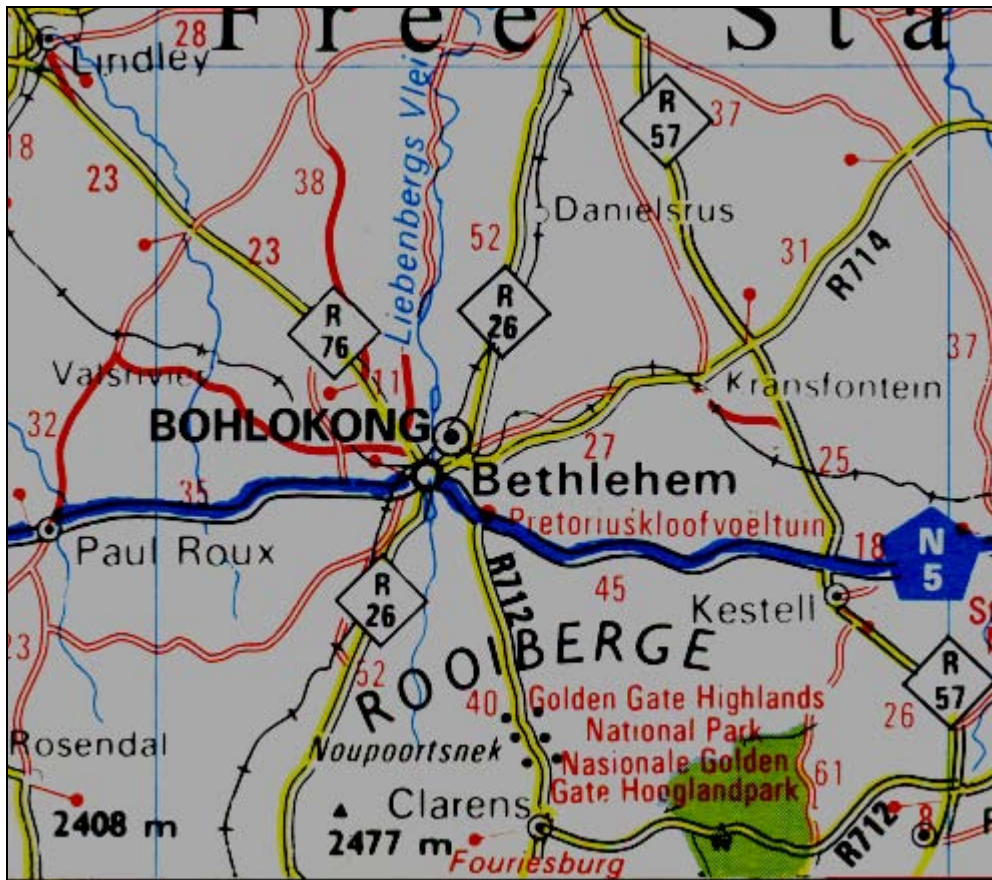 Free Sta
28
Lindley
R
57
37
18
23
38
Liebenbergs Vlei
Danielsrus
52
23
31
R714
R
26
R
76
37
Valsrivier
11
Kransfontein
32
BOHLOKONG
27
25
35
Bethlehem
Pretoriuskloofvoëltuin
Paul Roux
18
N
5
R
26
R712
45
Kestell
23
ROOIBERGE
52
R
57
40
Golden Gate Highlands
National Park
26
Rosendal
Noupoortsnek
Nasionale Golden
Gate Hooglandpark
61
Clarens
2408 m
2477 m
Fouriesburg
R712
8